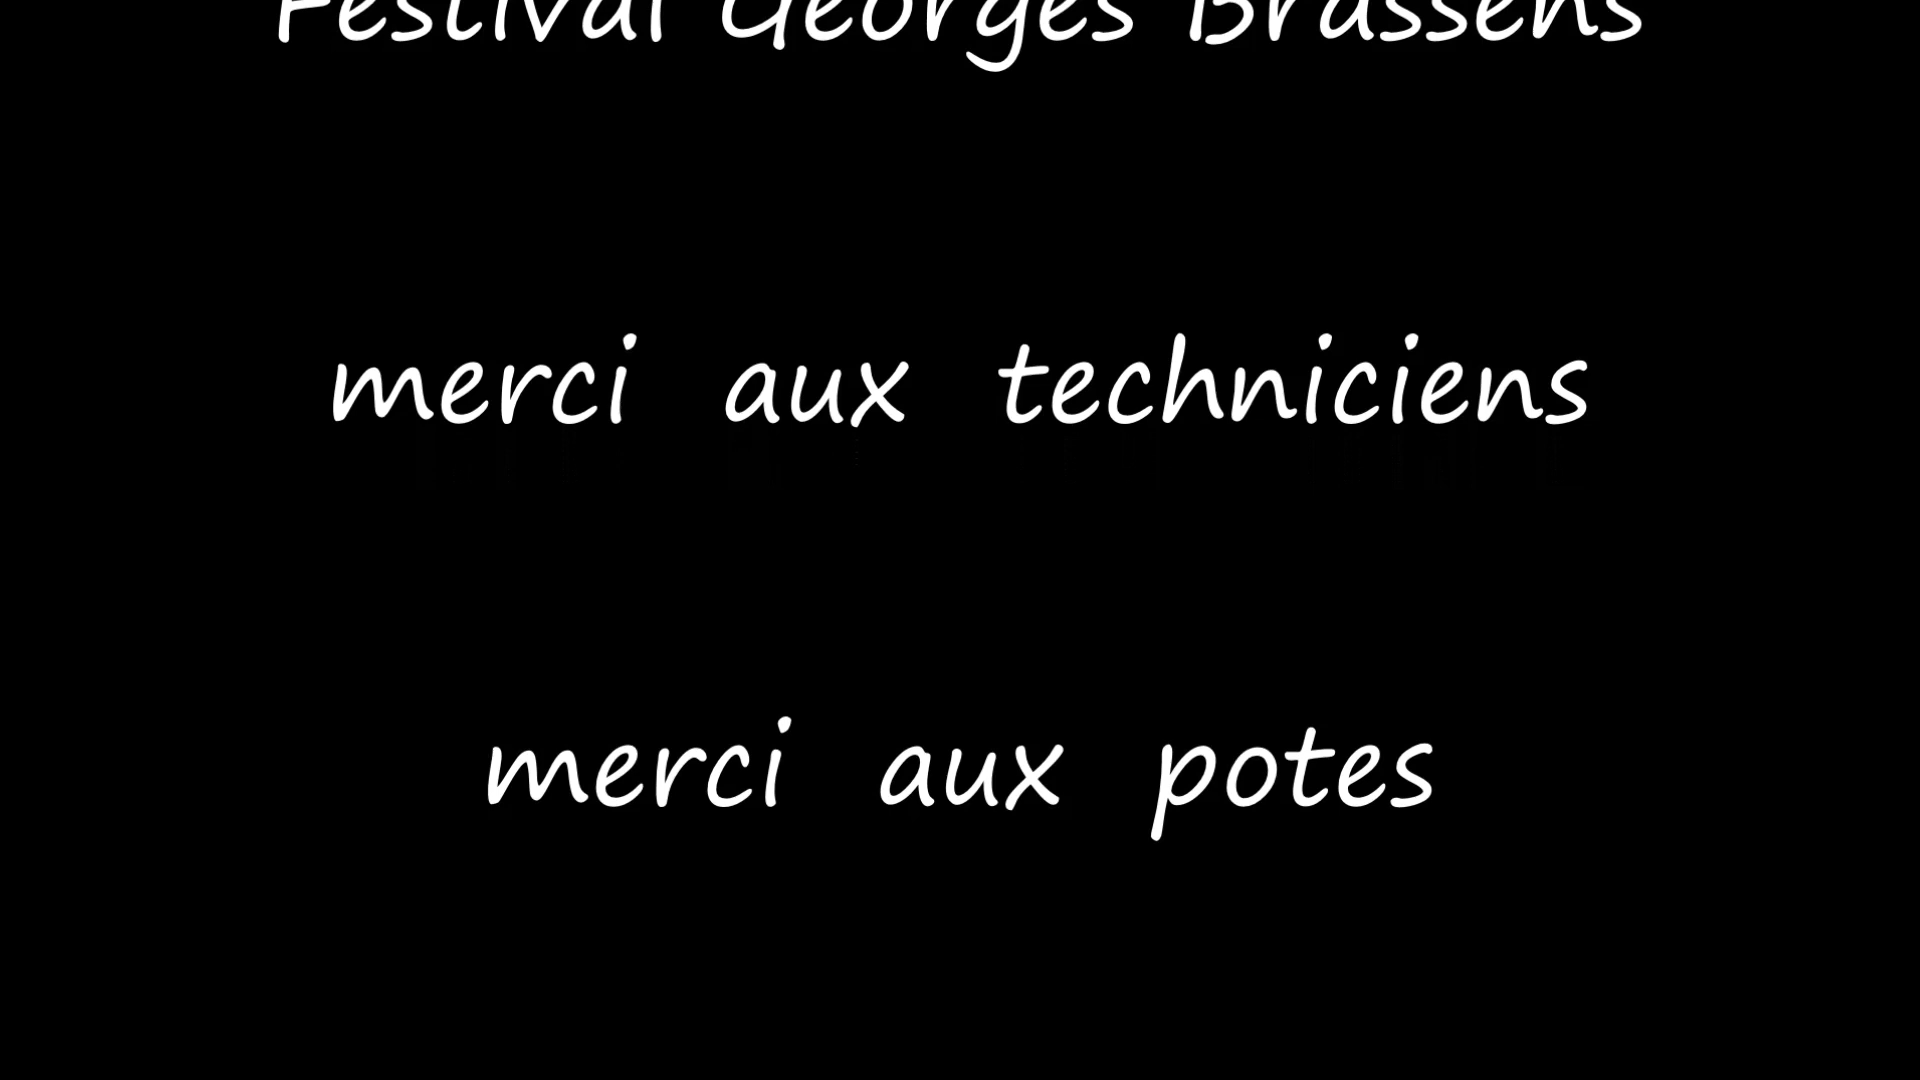 Festival Georges Brassens
merci aux techniciens
merci aux potes